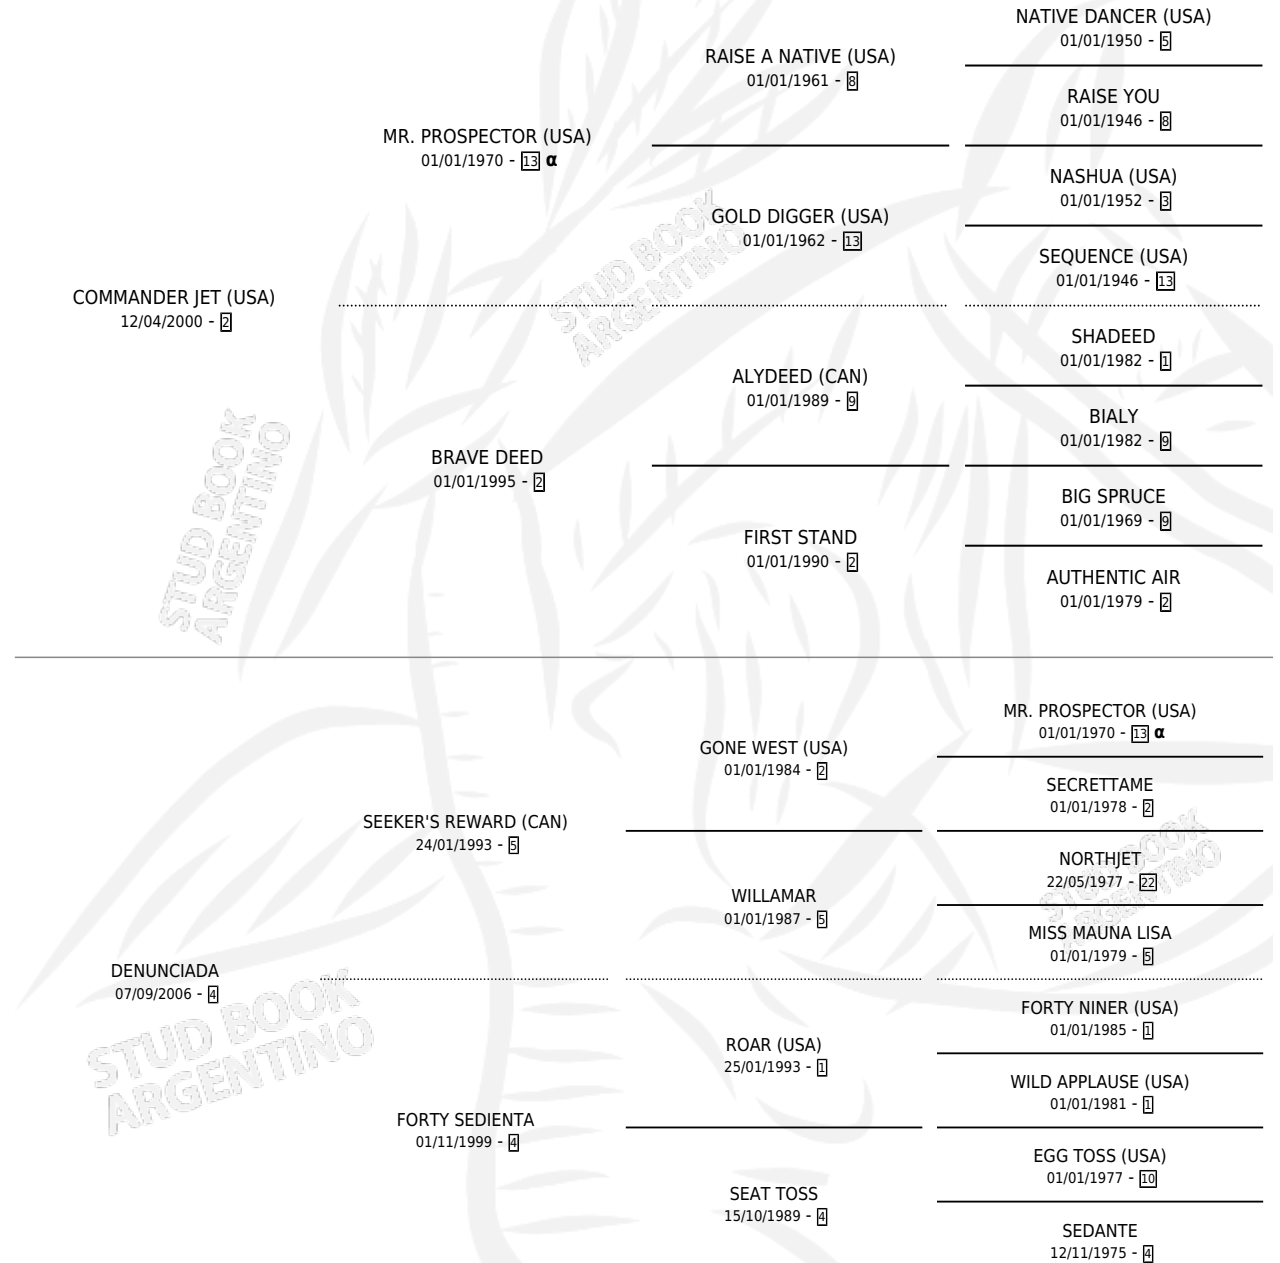 NATIVE DANCER (USA)
01/01/1950 - 5
RAISE A NATIVE (USA)
01/01/1961 - 8
RAISE YOU
01/01/1946 - 8
MR. PROSPECTOR (USA)
01/01/1970 - 13 α
NASHUA (USA)
01/01/1952 - 3
GOLD DIGGER (USA)
01/01/1962 - 13
SEQUENCE (USA)
01/01/1946 - 13
COMMANDER JET (USA)
12/04/2000 - 2
SHADEED
01/01/1982 - 1
ALYDEED (CAN)
01/01/1989 - 9
BIALY
01/01/1982 - 9
BRAVE DEED
01/01/1995 - 2
BIG SPRUCE
01/01/1969 - 9
FIRST STAND
01/01/1990 - 2
AUTHENTIC AIR
01/01/1979 - 2
MR. PROSPECTOR (USA)
01/01/1970 - 13 α
GONE WEST (USA)
01/01/1984 - 2
SECRETTAME
01/01/1978 - 2
SEEKER'S REWARD (CAN)
24/01/1993 - 5
NORTHJET
22/05/1977 - 22
WILLAMAR
01/01/1987 - 5
MISS MAUNA LISA
01/01/1979 - 5
DENUNCIADA
07/09/2006 - 4
FORTY NINER (USA)
01/01/1985 - 1
ROAR (USA)
25/01/1993 - 1
WILD APPLAUSE (USA)
01/01/1981 - 1
FORTY SEDIENTA
01/11/1999 - 4
EGG TOSS (USA)
01/01/1977 - 10
SEAT TOSS
15/10/1989 - 4
SEDANTE
12/11/1975 - 4
STUD BOOK
ARGENTINO
STUD BOOK
ARGENTINO
STUD BOOK
ARGENTINO
STUD BOOK
ARGENTINO